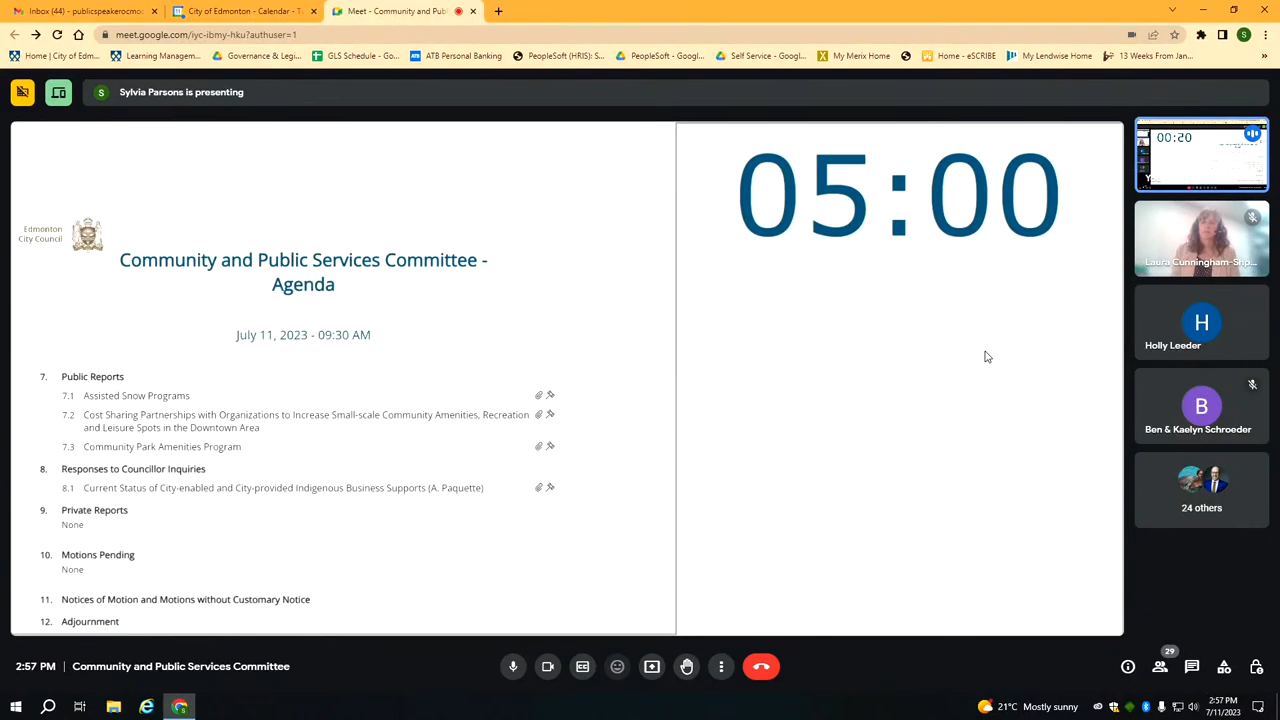 Inbox (44) - publicspeakerocmo
City of Edmonton - Calendar - T
Meet - Community and Publ
meet.google.com/iyc-ibmy-hku?authuser=1
S
Home | City of Edm...
Learning Managem...
Governance & Legi...
GLS Schedule - Go...
ATB Personal Banking
PeopleSoft (HRIS): S...
PeopleSoft - Googl...
Self Service - Googl...
My Merix Home
Home - eSCRIBE
My Lendwise Home
13 Weeks From Jan...
S Sylvia Parsons is presenting
Edmonton
City Council
Community and Public Services Committee -
Agenda
July 11, 2023 - 09:30 AM
7. Public Reports
7.1 Assisted Snow Programs
7.2 Cost Sharing Partnerships with Organizations to Increase Small-scale Community Amenities, Recreation
and Leisure Spots in the Downtown Area
7.3 Community Park Amenities Program
8. Responses to Councillor Inquiries
8.1 Current Status of City-enabled and City-provided Indigenous Business Supports (A. Paquette)
9. Private Reports
None
10. Motions Pending
None
11. Notices of Motion and Motions without Customary Notice
12. Adjournment
05:00
00:20
Laura Cunningham-Shp...
H
Holly Leeder
B
Ben & Kaelyn Schroeder
24 others
2:57 PM | Community and Public Services Committee
29
21°C Mostly sunny
2:57 PM
7/11/2023